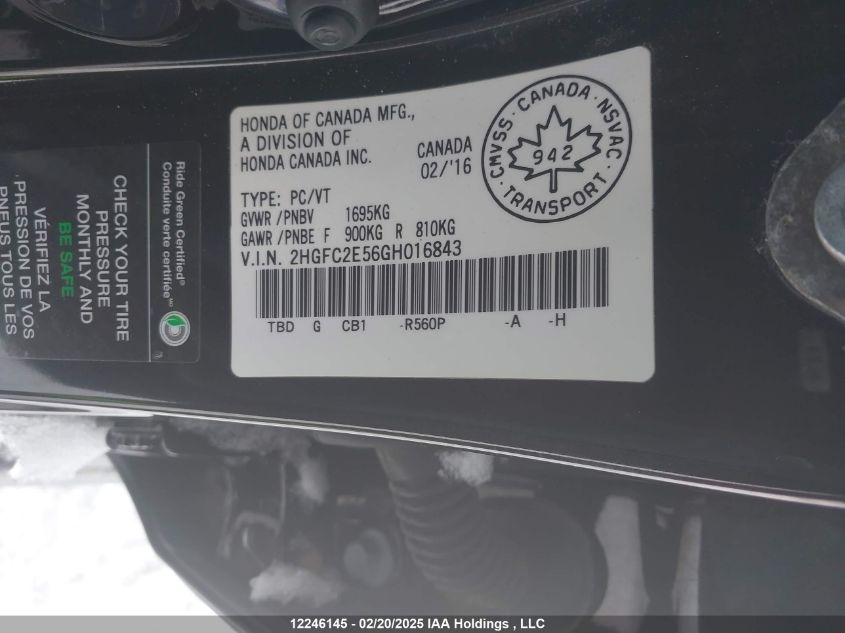 HONDA OF CANADA MFG.,
A DIVISION OF
HONDA CANADA INC.
CANADA
02/'16
CMVSS · CANADA · NSVAC
942
· TRANSPORT ·
TYPE: PC/VT
GVWR /PNBV 1695KG
GAWR /PNBE F 900KG R 810KG
V.I.N. 2HGFC2E56GH016843
TBD G CB1 -R560P -A -H
Ride Green Certified®
Conduite verte certifiée
CHECK YOUR TIRE
PRESSURE
MONTHLY AND
BE SAFE
VÉRIFIEZ LA
PRESSION DE VOS
PNEUS TOUS LES
12246145 - 02/20/2025 IAA Holdings , LLC